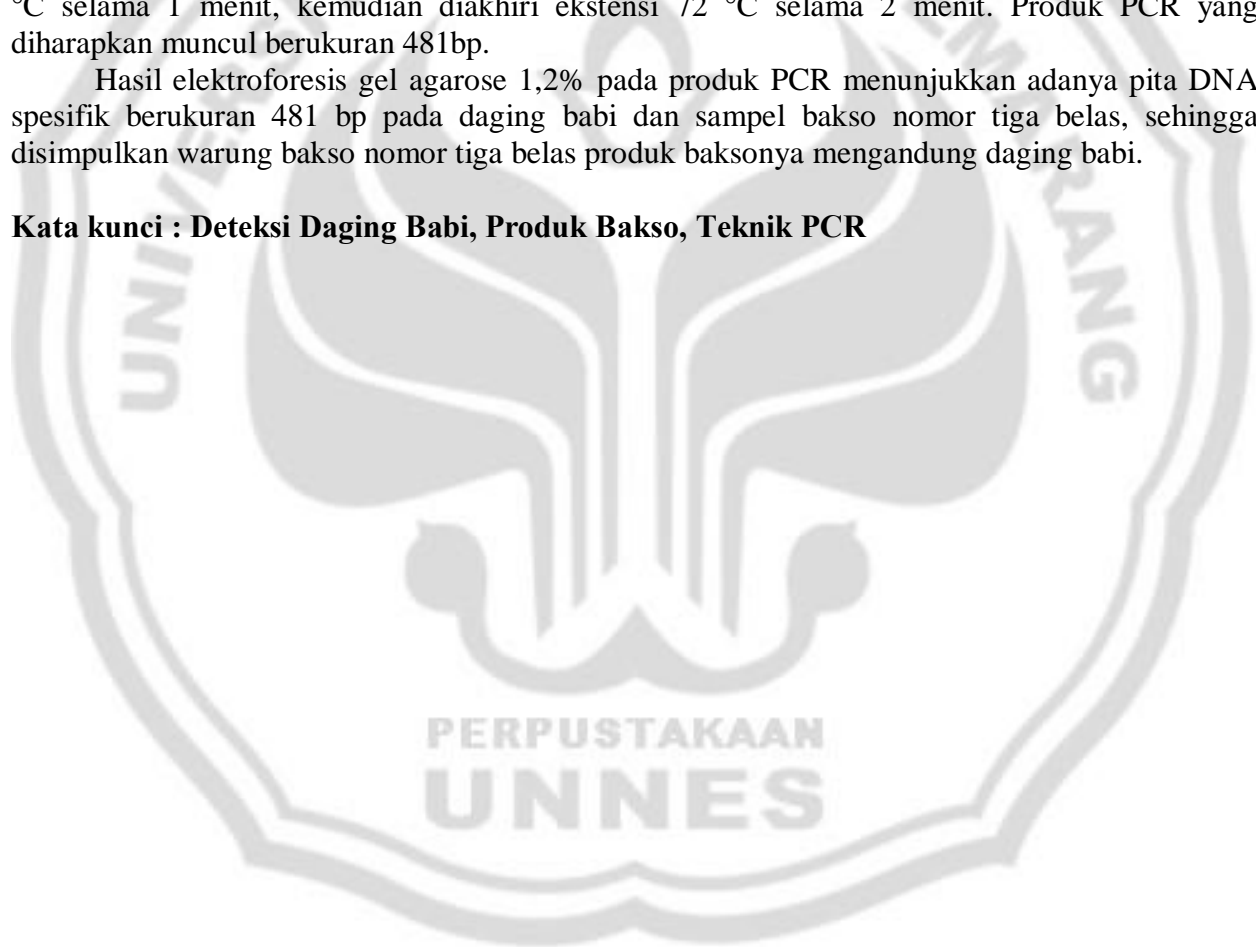 °C selama 1 menit, kemudian diakhiri ekstensi 72 °C selama 2 menit. Produk PCR yang
diharapkan muncul berukuran 481bp.
Hasil elektroforesis gel agarose 1,2% pada produk PCR menunjukkan adanya pita DNA
spesifik berukuran 481 bp pada daging babi dan sampel bakso nomor tiga belas, sehingga
disimpulkan warung bakso nomor tiga belas produk baksonya mengandung daging babi.
Kata kunci : Deteksi Daging Babi, Produk Bakso, Teknik PCR
PERPUSTAKAAN
UNNES